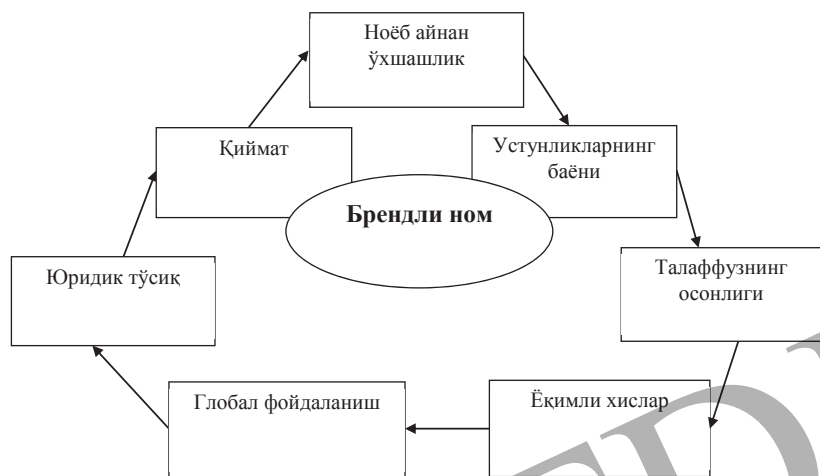 Ноёб айнан
ўхшашлик
Қиймат
Устунликларнинг
баёни
Брендли ном
Юридик тўсиқ
Талаффузнинг
осонлиги
Глобал фойдаланиш
Ёқимли хислар